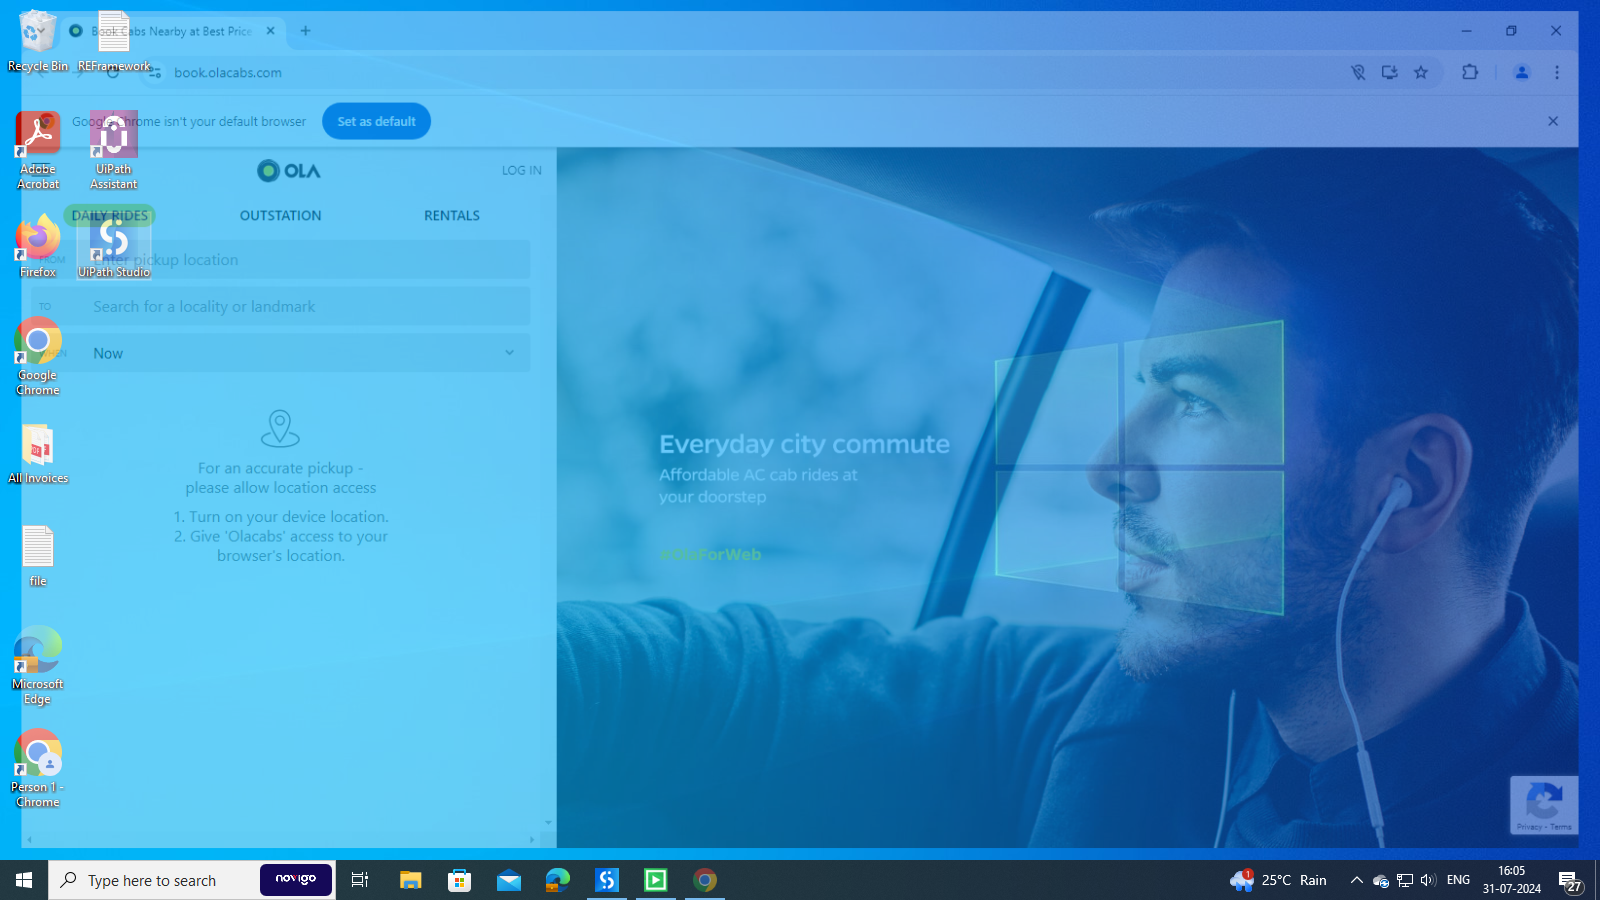 Recycle Bin
REFramework
Adobe
Acrobat
UiPath
Assistant
Firefox
UiPath Studio
Google
Chrome
All Invoices
file
Microsoft
Edge
Person 1 -
Chrome
Book Cabs Nearby at Best Price
book.olacabs.com
Google Chrome isn't your default browser
Set as default
OLA
LOG IN
DAILY RIDES
OUTSTATION
RENTALS
FROM
Enter pickup location
TO
Search for a locality or landmark
WHEN
Now
For an accurate pickup -
please allow location access
1. Turn on your device location.
2. Give 'Olacabs' access to your
browser's location.
Everyday city commute
Affordable AC cab rides at
your doorstep
#OlaForWeb
Privacy - Terms
Type here to search
novigo
1
25°C Rain
ENG
16:05
31-07-2024
27